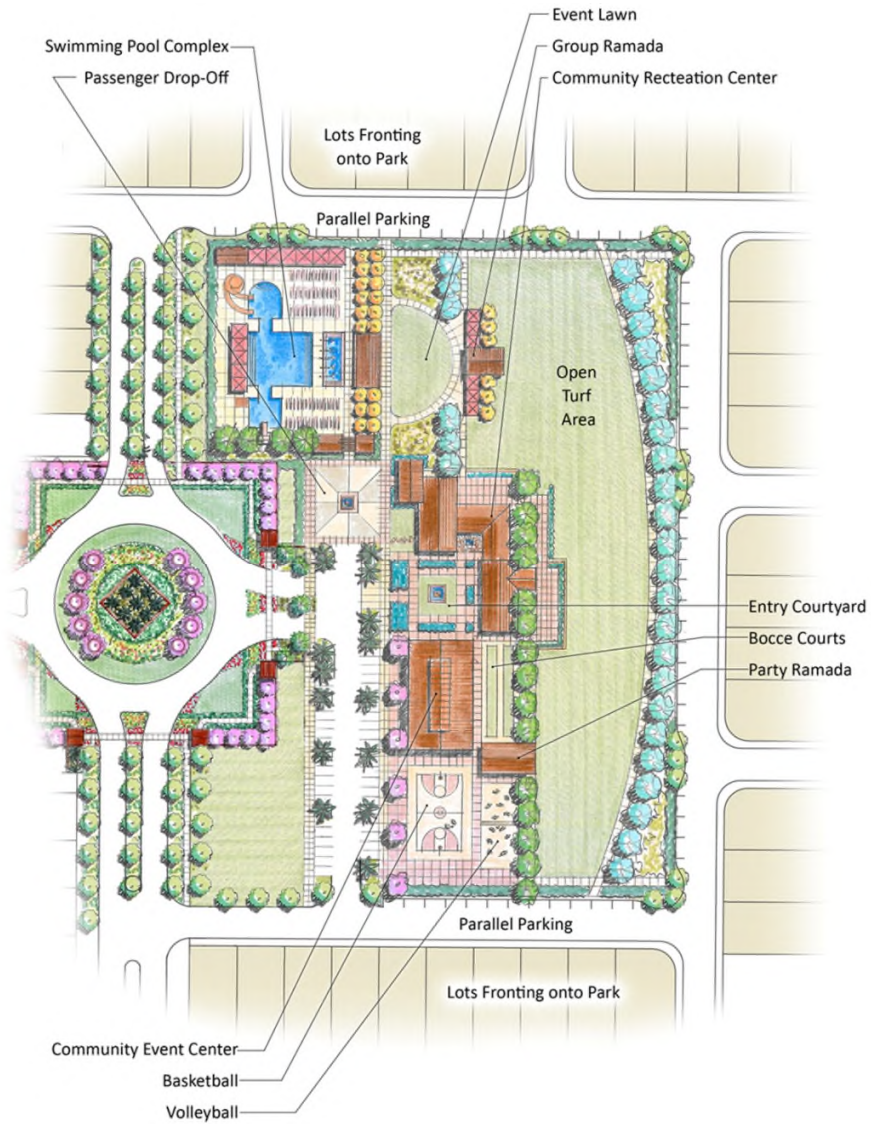 Event Lawn
Swimming Pool Complex
Group Ramada
Passenger Drop-Off
Community Recteation Center
Lots Fronting
onto Park
Parallel Parking
Open
Turf
Area
Entry Courtyard
Bocce Courts
Party Ramada
Parallel Parking
Lots Fronting onto Park
Community Event Center
Basketball
Volleyball